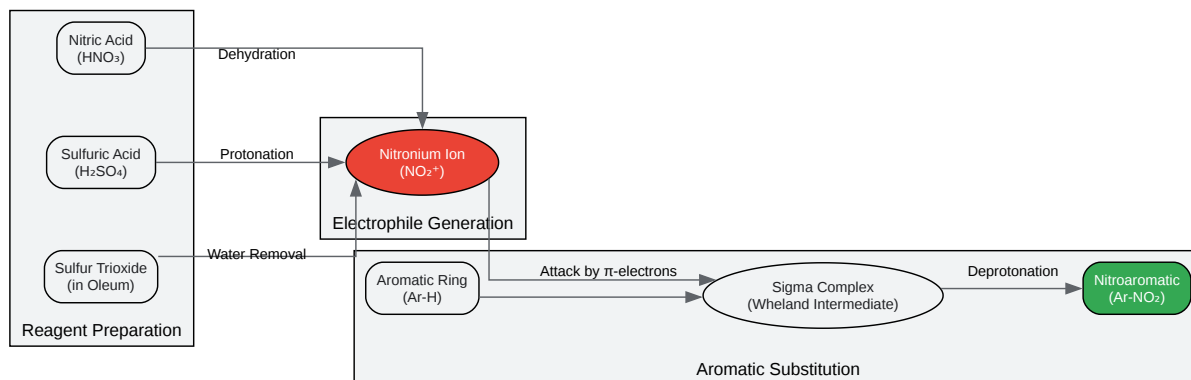 Nitric Acid
(HNO₃)
Dehydration
Sulfuric Acid
(H₂SO₄)
Protonation
Nitronium Ion
(NO₂⁺)
Electrophile Generation
Water Removal
Sulfur Trioxide
(in Oleum)
Reagent Preparation
Aromatic Ring
(Ar-H)
Attack by π-electrons
Sigma Complex
(Wheland Intermediate)
Deprotonation
Nitroaromatic
(Ar-NO₂)
Aromatic Substitution